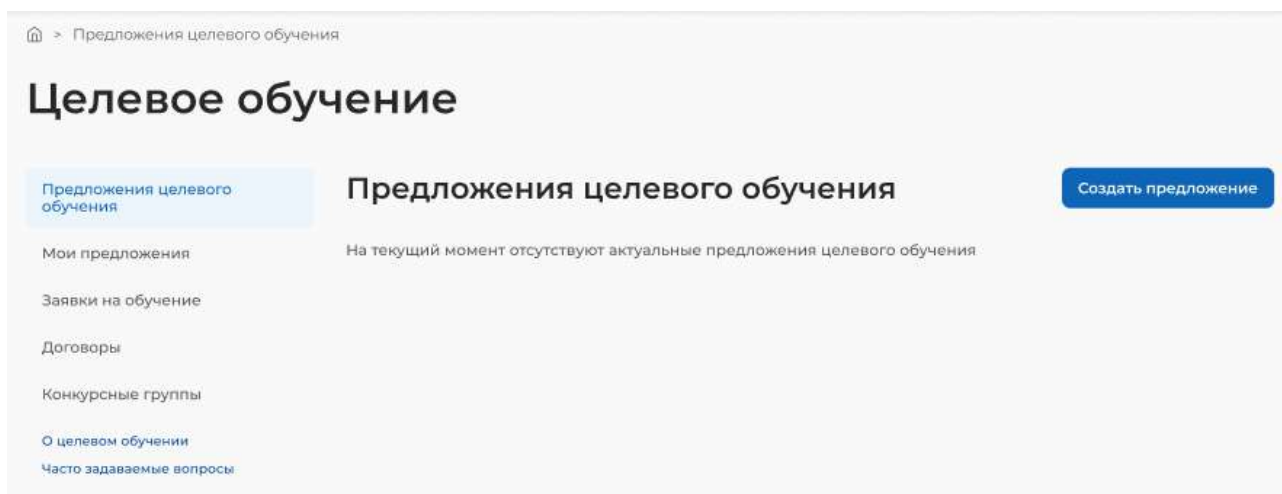 > Предложения целевого обучения
Целевое обучение
Предложения целевого
обучения
Мои предложения
Заявки на обучение
Договоры
Конкурсные группы
О целевом обучении
Часто задаваемые вопросы
Предложения целевого обучения
Создать предложение
На текущий момент отсутствуют актуальные предложения целевого обучения